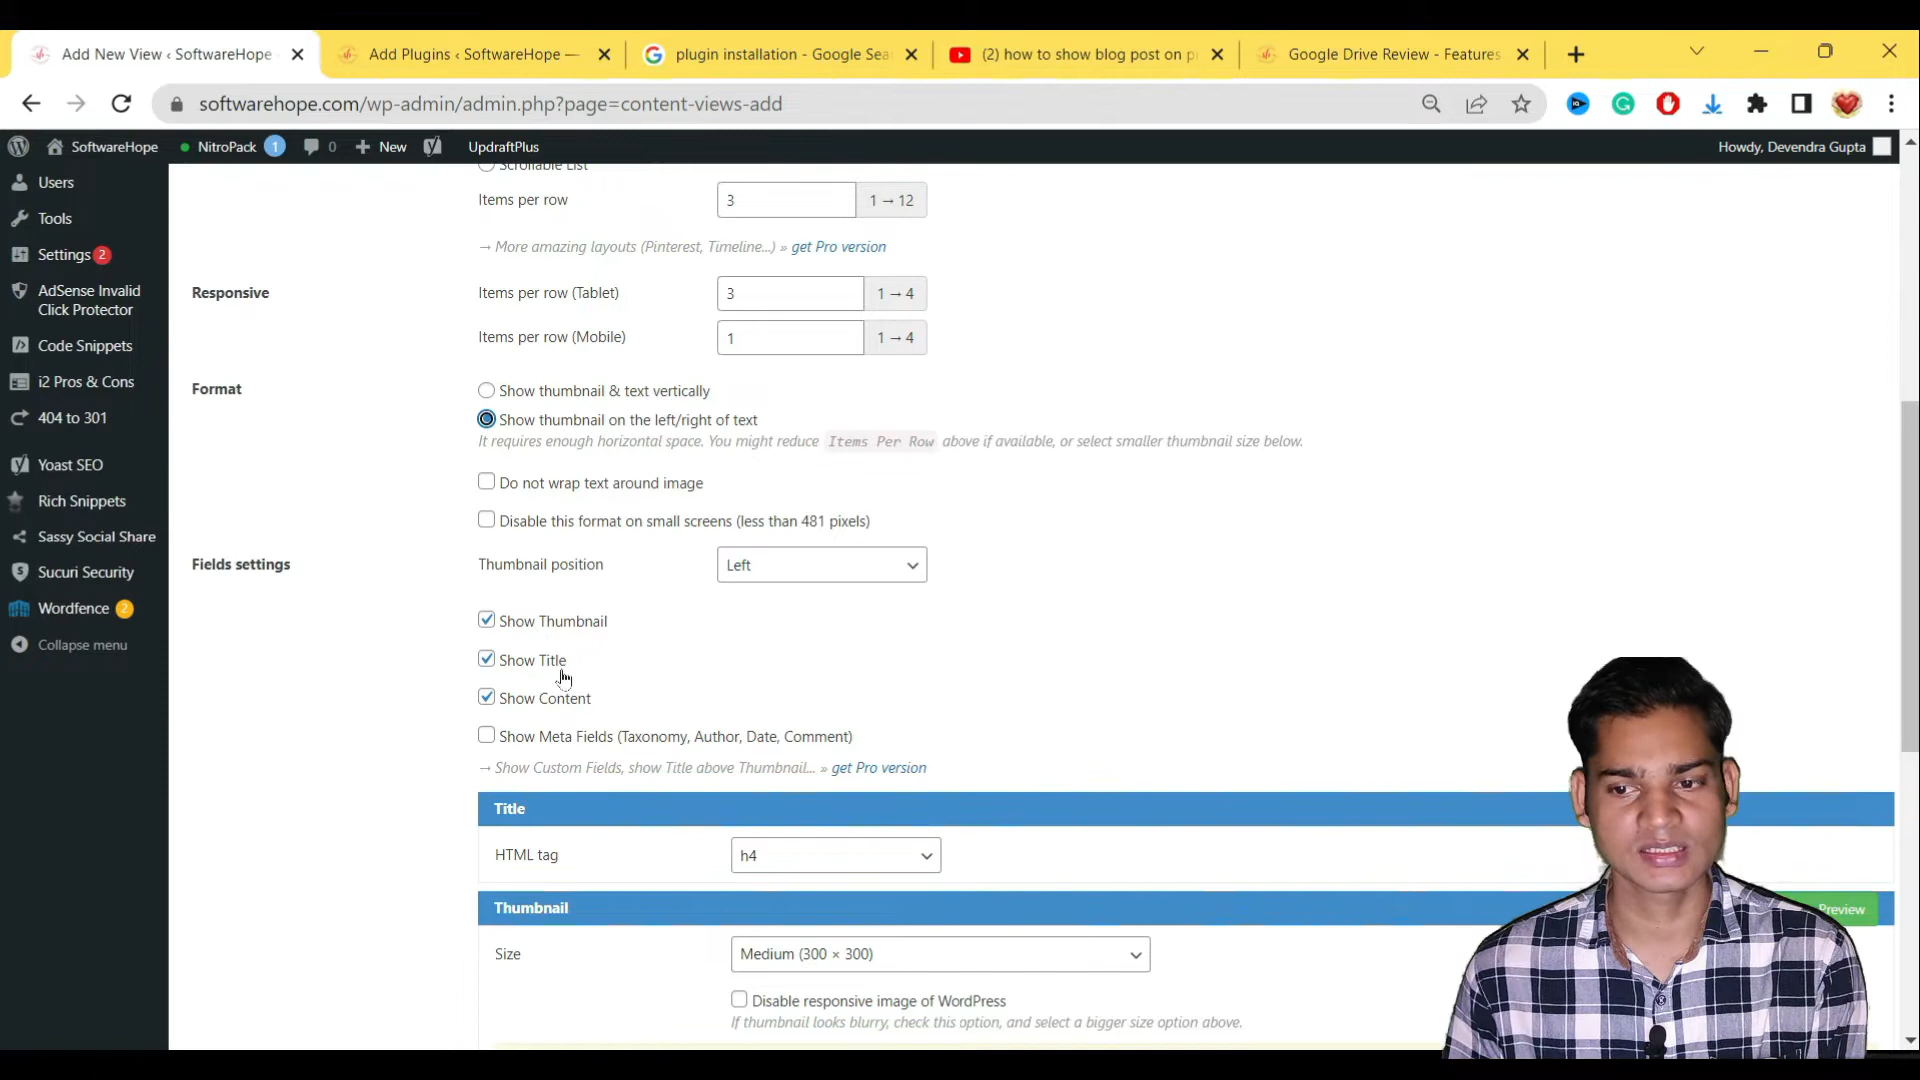 Add New View ‹ SoftwareHope
Add Plugins ‹ SoftwareHope —
plugin installation - Google Sea
(2) how to show blog post on p
Google Drive Review - Features
softwarehope.com/wp-admin/admin.php?page=content-views-add
SoftwareHope
NitroPack 1
0
New
UpdraftPlus
Howdy, Devendra Gupta
Users
Tools
Settings 2
AdSense Invalid
Click Protector
Code Snippets
i2 Pros & Cons
404 to 301
Yoast SEO
Rich Snippets
Sassy Social Share
Sucuri Security
Wordfence 2
Collapse menu
Scrollable List
Items per row 3 1 → 12
→ More amazing layouts (Pinterest, Timeline...) » get Pro version
Responsive
Items per row (Tablet) 3 1 → 4
Items per row (Mobile) 1 1 → 4
Format
Show thumbnail & text vertically
Show thumbnail on the left/right of text
It requires enough horizontal space. You might reduce Items Per Row above if available, or select smaller thumbnail size below.
Do not wrap text around image
Disable this format on small screens (less than 481 pixels)
Fields settings
Thumbnail position Left
Show Thumbnail
Show Title
Show Content
Show Meta Fields (Taxonomy, Author, Date, Comment)
→ Show Custom Fields, show Title above Thumbnail... » get Pro version
Title
HTML tag h4
Thumbnail
Preview
Size Medium (300 × 300)
Disable responsive image of WordPress
If thumbnail looks blurry, check this option, and select a bigger size option above.